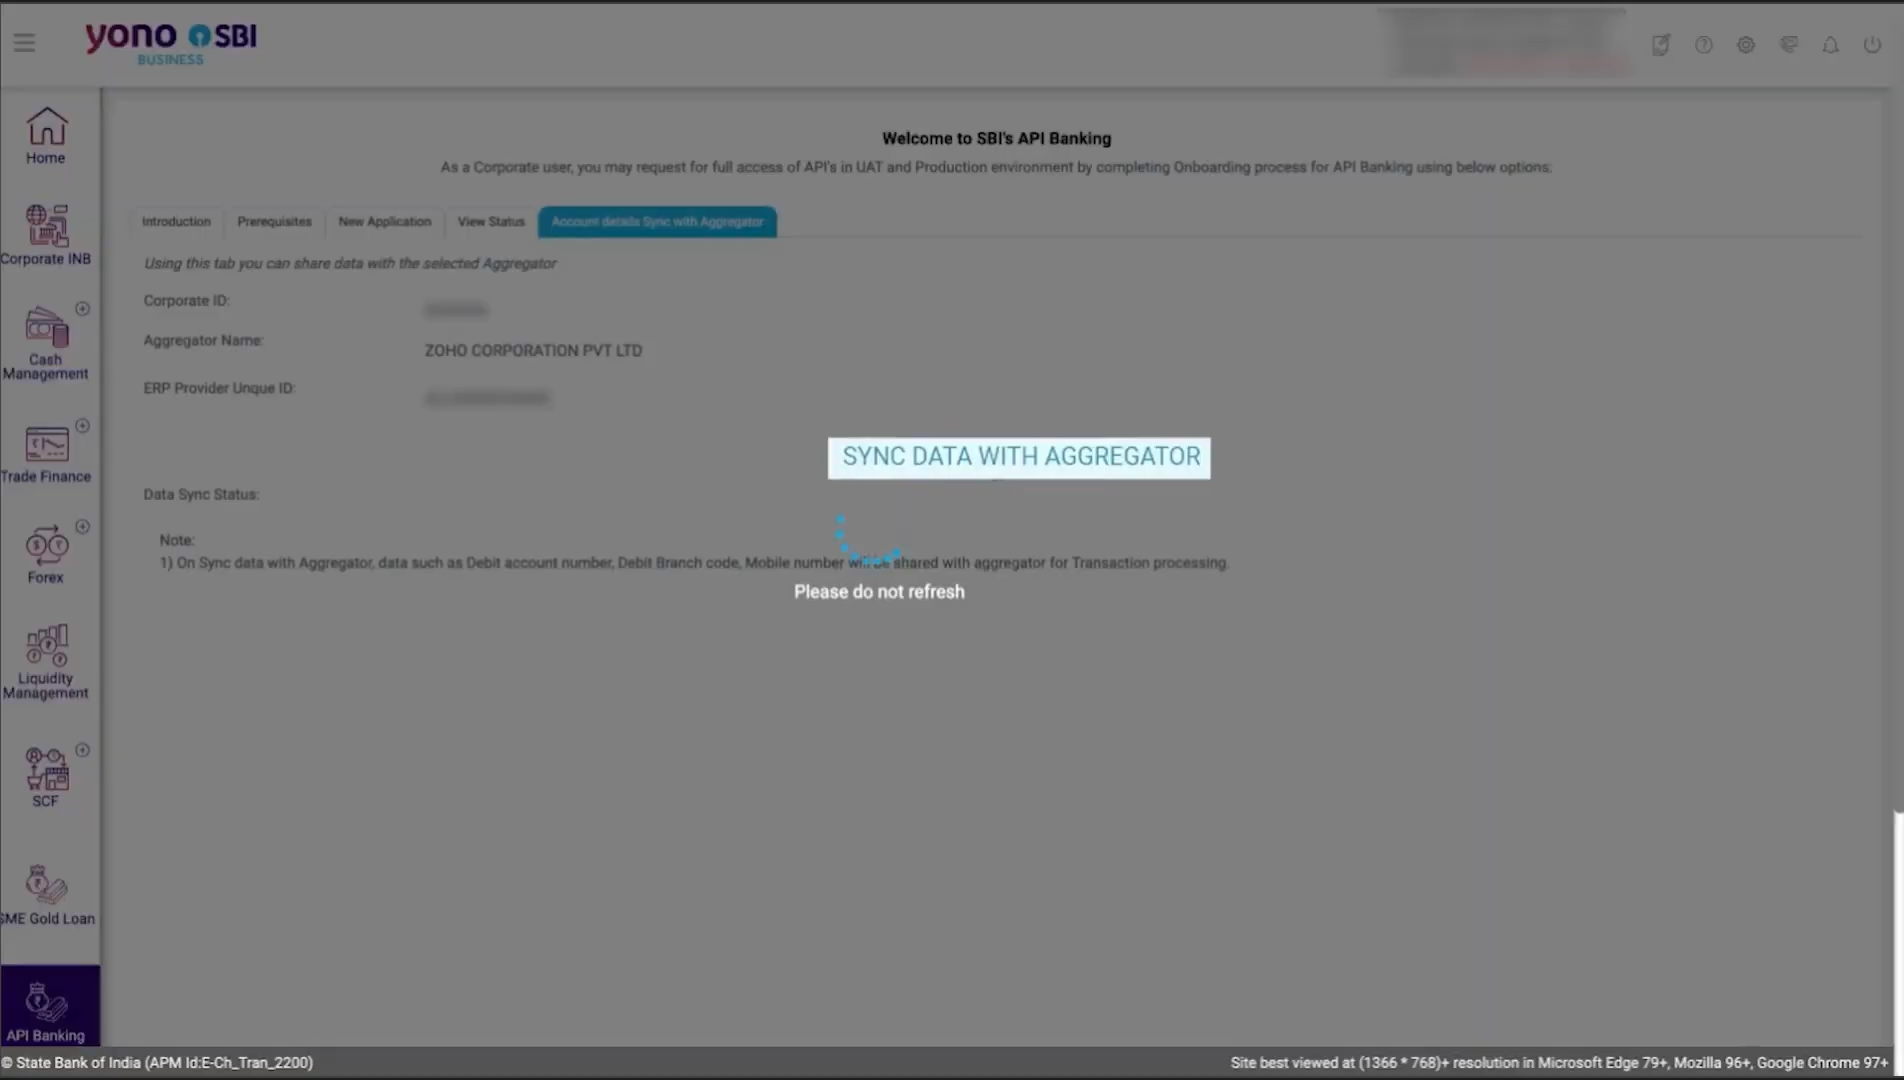 yono SBI
BUSINESS
Home
Corporate INB
Cash
Management
Trade Finance
Forex
Liquidity
Management
SCF
SME Gold Loan
API Banking
Welcome to SBI's API Banking
As a Corporate user, you may request for full access of API's in UAT and Production environment by completing Onboarding process for API Banking using below options:
Introduction Prerequisites New Application View Status Account details Sync with Aggregator
Using this tab you can share data with the selected Aggregator
Corporate ID:
Aggregator Name: ZOHO CORPORATION PVT LTD
ERP Provider Unque ID:
SYNC DATA WITH AGGREGATOR
Data Sync Status:
Note:
1) On Sync data with Aggregator, data such as Debit account number, Debit Branch code, Mobile number will be shared with aggregator for Transaction processing.
Please do not refresh
© State Bank of India (APM Id:E-Ch_Tran_2200)
Site best viewed at (1366 * 768)+ resolution in Microsoft Edge 79+, Mozilla 96+, Google Chrome 97+